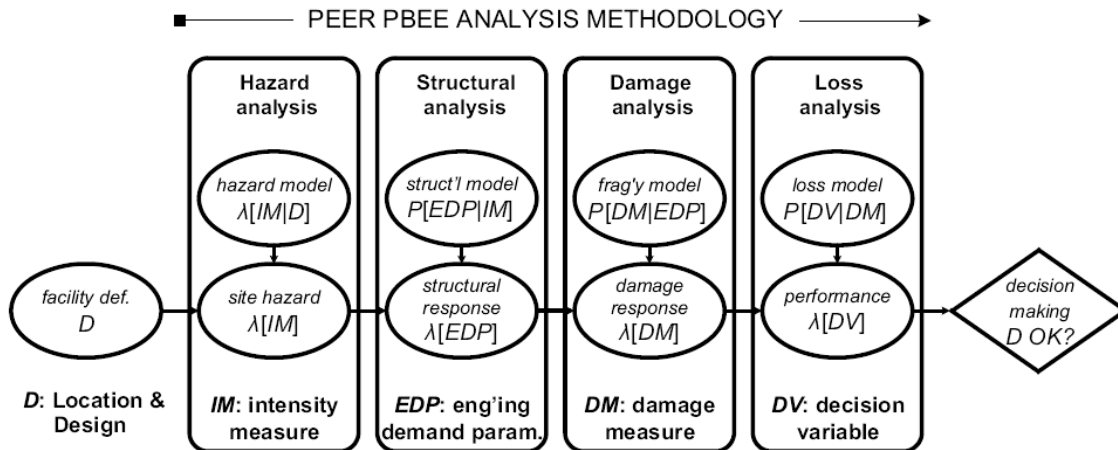 PEER PBEE ANALYSIS METHODOLOGY
Hazard
analysis
Structural
analysis
Damage
analysis
Loss
analysis
hazard model
λ[IM|D]
struct'l model
P[EDP|IM]
frag'y model
P[DM|EDP]
loss model
P[DV|DM]
facility def.
D
site hazard
λ[IM]
structural
response
λ[EDP]
damage
response
λ[DM]
performance
λ[DV]
decision
making
D OK?
D: Location &
Design
IM: intensity
measure
EDP: eng'ing
demand param.
DM: damage
measure
DV: decision
variable